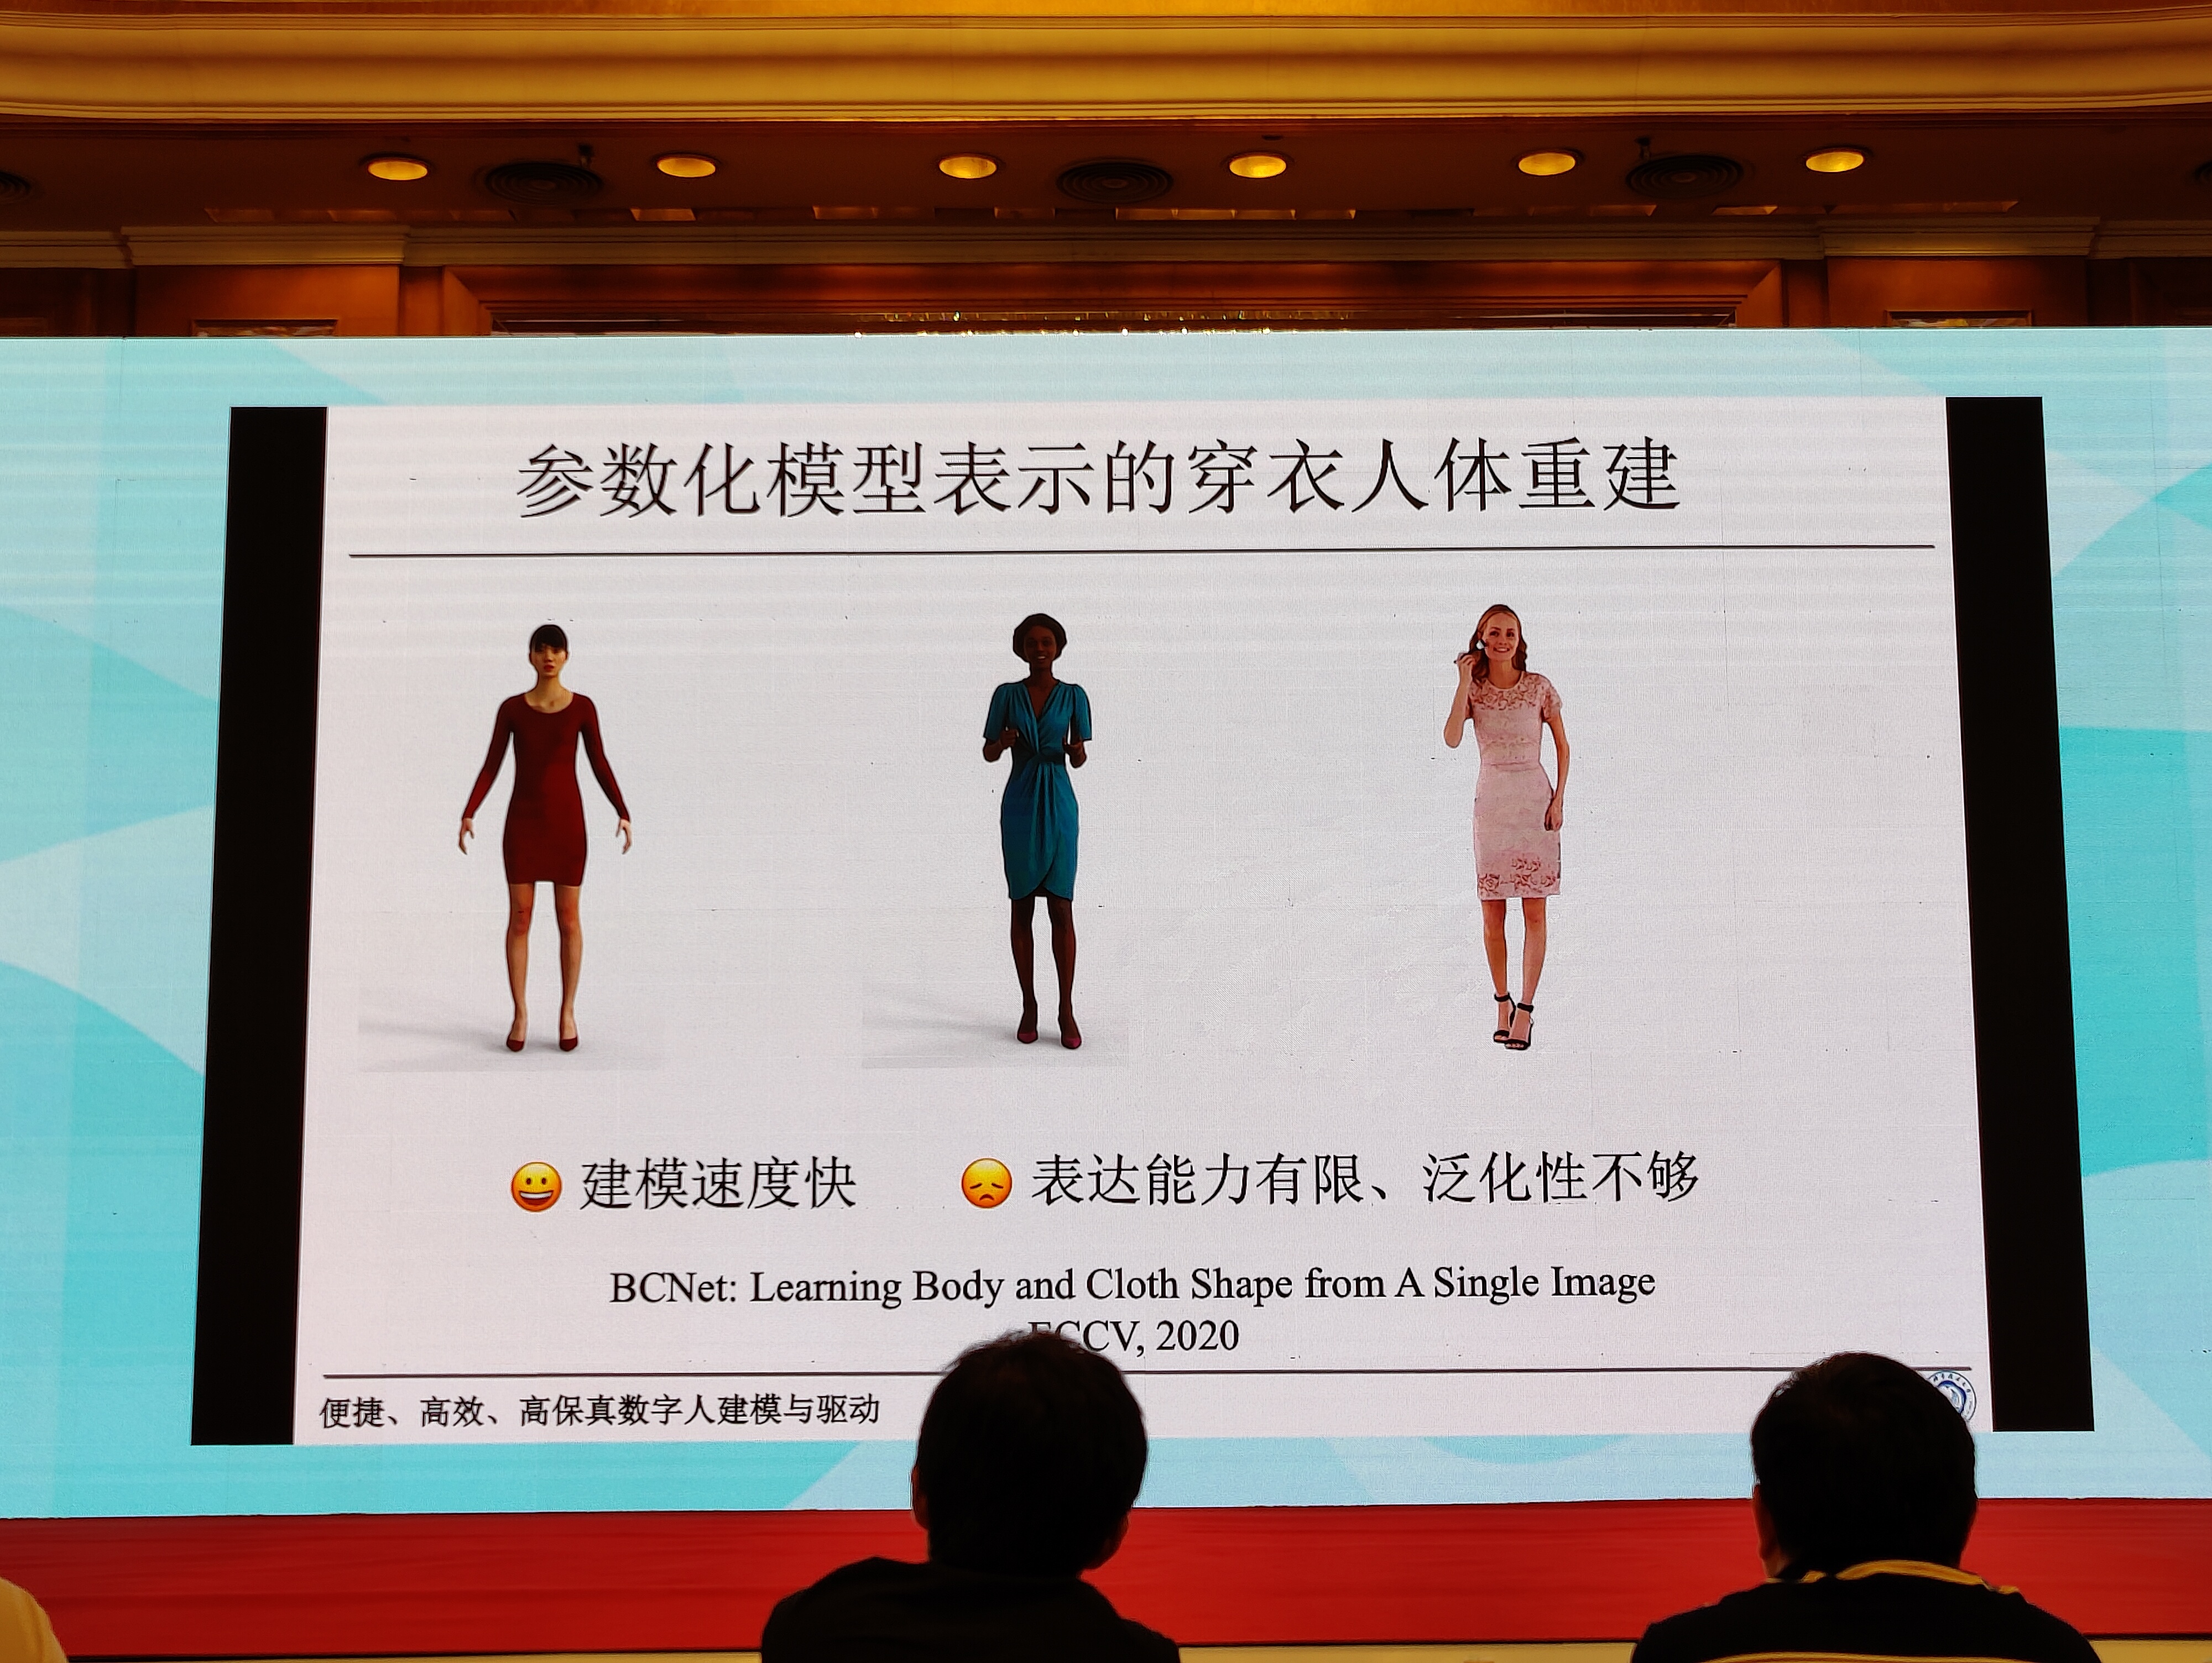 参数化模型表示的穿衣人体重建
😀 建模速度快 😞 表达能力有限、泛化性不够
BCNet: Learning Body and Cloth Shape from A Single Image
ECCV, 2020
便捷、高效、高保真数字人建模与驱动